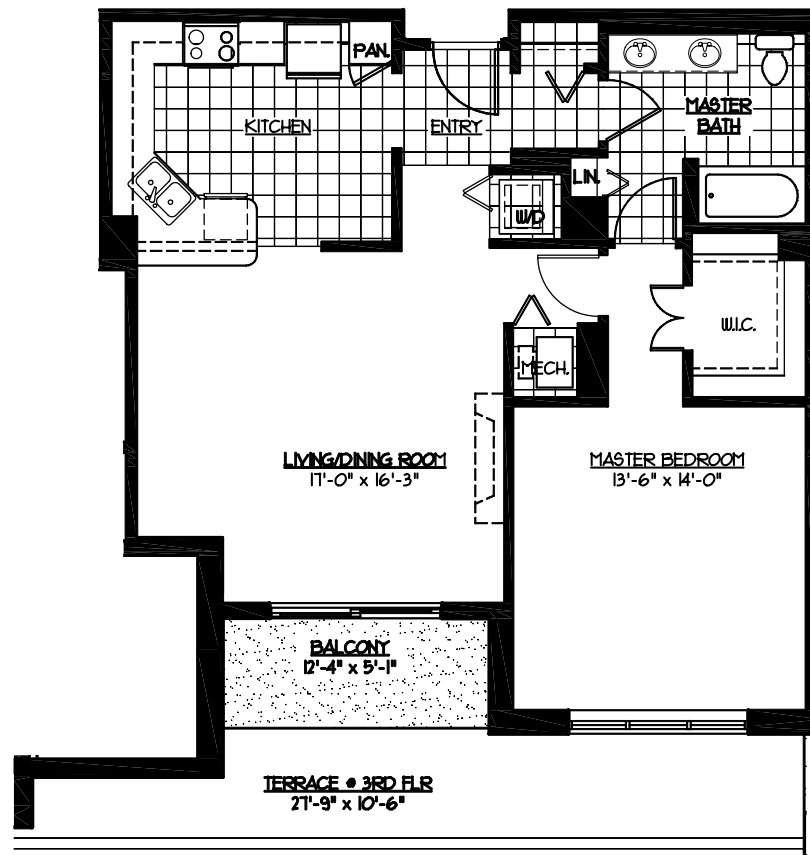 PAN.
KITCHEN
ENTRY
MASTER
BATH
LIN.
W/D
W.I.C.
MECH.
LIVING/DINING ROOM
17'-0" x 16'-3"
MASTER BEDROOM
13'-6" x 14'-0"
BALCONY
12'-4" x 5'-1"
TERRACE @ 3RD FLR
27'-9" x 10'-6"